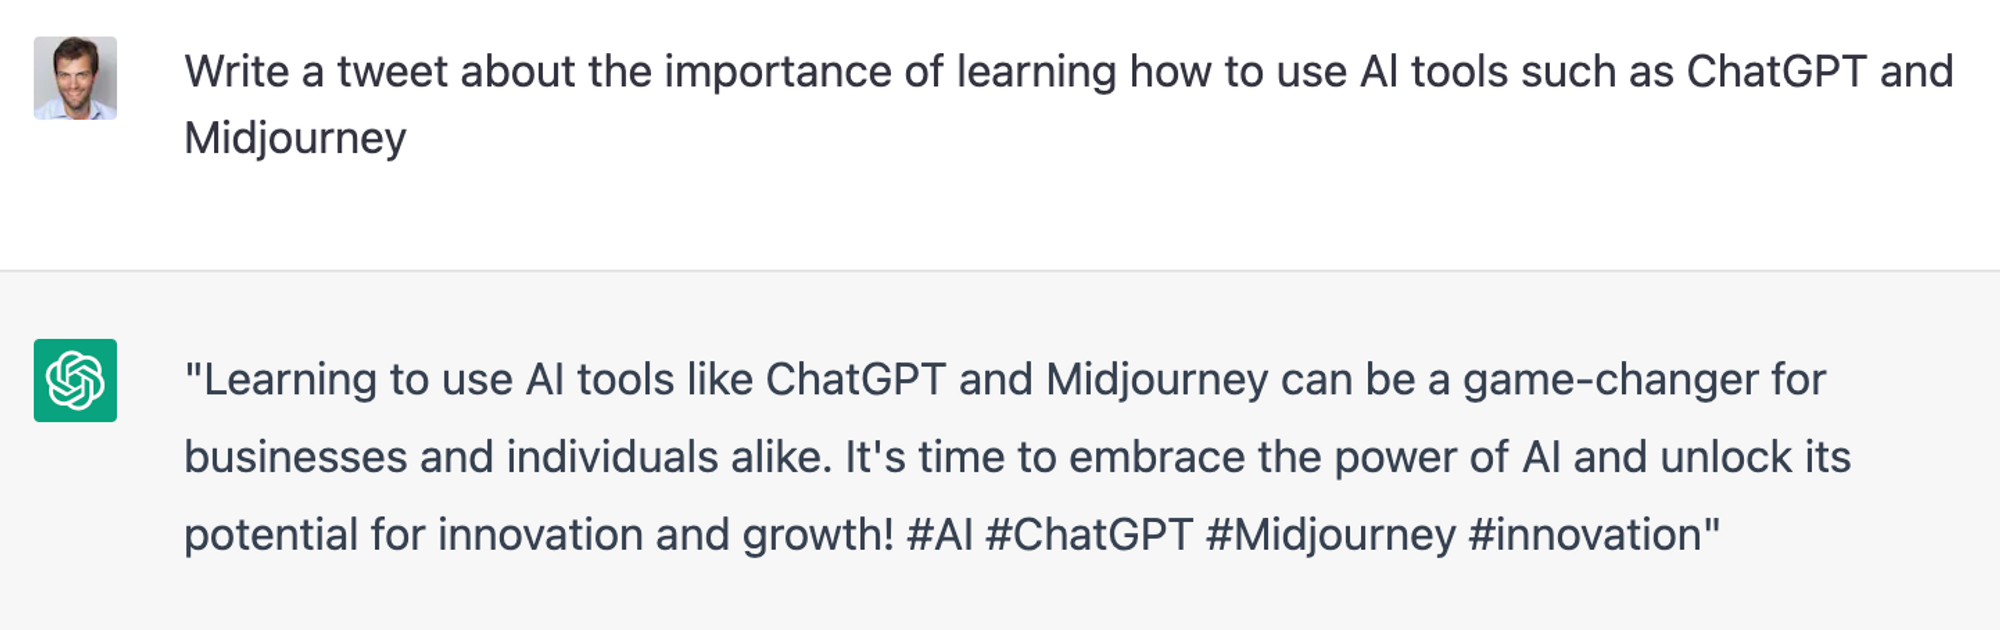 Write a tweet about the importance of learning how to use AI tools such as ChatGPT and
Midjourney
"Learning to use AI tools like ChatGPT and Midjourney can be a game-changer for
businesses and individuals alike. It's time to embrace the power of AI and unlock its
potential for innovation and growth! #AI #ChatGPT #Midjourney #innovation"